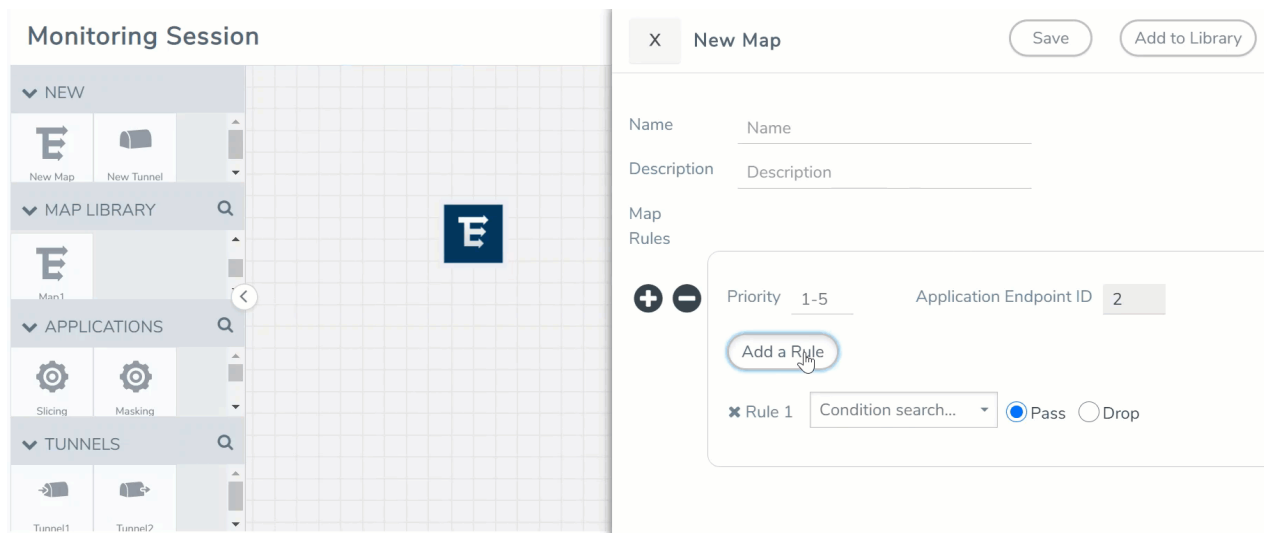 Monitoring Session
NEW
New Map
New Tunnel
MAP LIBRARY
Map1
APPLICATIONS
Slicing
Masking
TUNNELS
Tunnel1
Tunnel2
X
New Map
Save
Add to Library
Name
Name
Description
Description
Map
Rules
Priority
1-5
Application Endpoint ID
2
Add a Rule
Rule 1
Condition search...
Pass
Drop